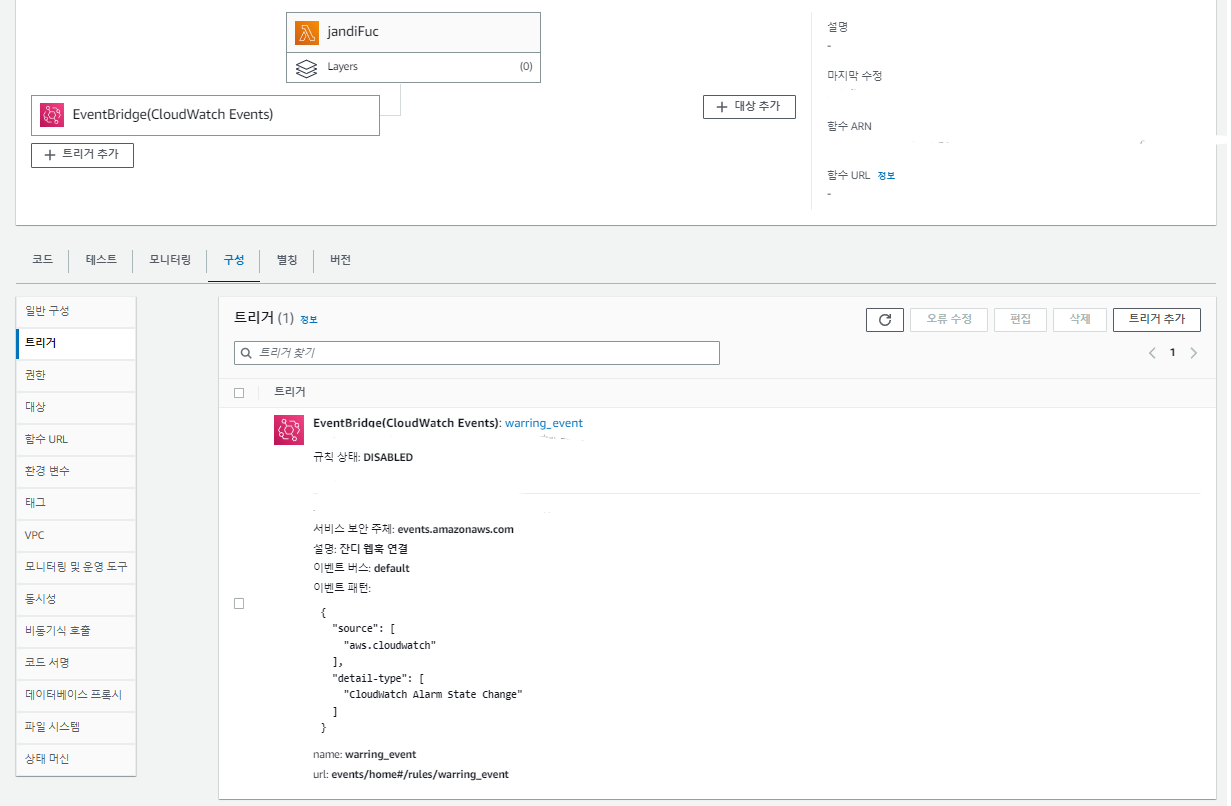 jandiFuc
Layers (0)
EventBridge(CloudWatch Events)
+ 대상 추가
+ 트리거 추가
설명
-
마지막 수정
함수 ARN
함수 URL 정보
-
코드 테스트 모니터링 구성 별칭 버전
일반 구성
트리거
권한
대상
함수 URL
환경 변수
태그
VPC
모니터링 및 운영 도구
동시성
비동기식 호출
코드 서명
데이터베이스 프록시
파일 시스템
상태 머신
트리거 (1) 정보
오류 수정 편집 삭제 트리거 추가
트리거 찾기
1
트리거
EventBridge(CloudWatch Events): warring_event
규칙 상태: DISABLED
서비스 보안 주체: events.amazonaws.com
설명: 잔디 웹훅 연결
이벤트 버스: default
이벤트 패턴:
{
"source": [
"aws.cloudwatch"
],
"detail-type": [
"CloudWatch Alarm State Change"
]
}
name: warring_event
url: events/home#/rules/warring_event